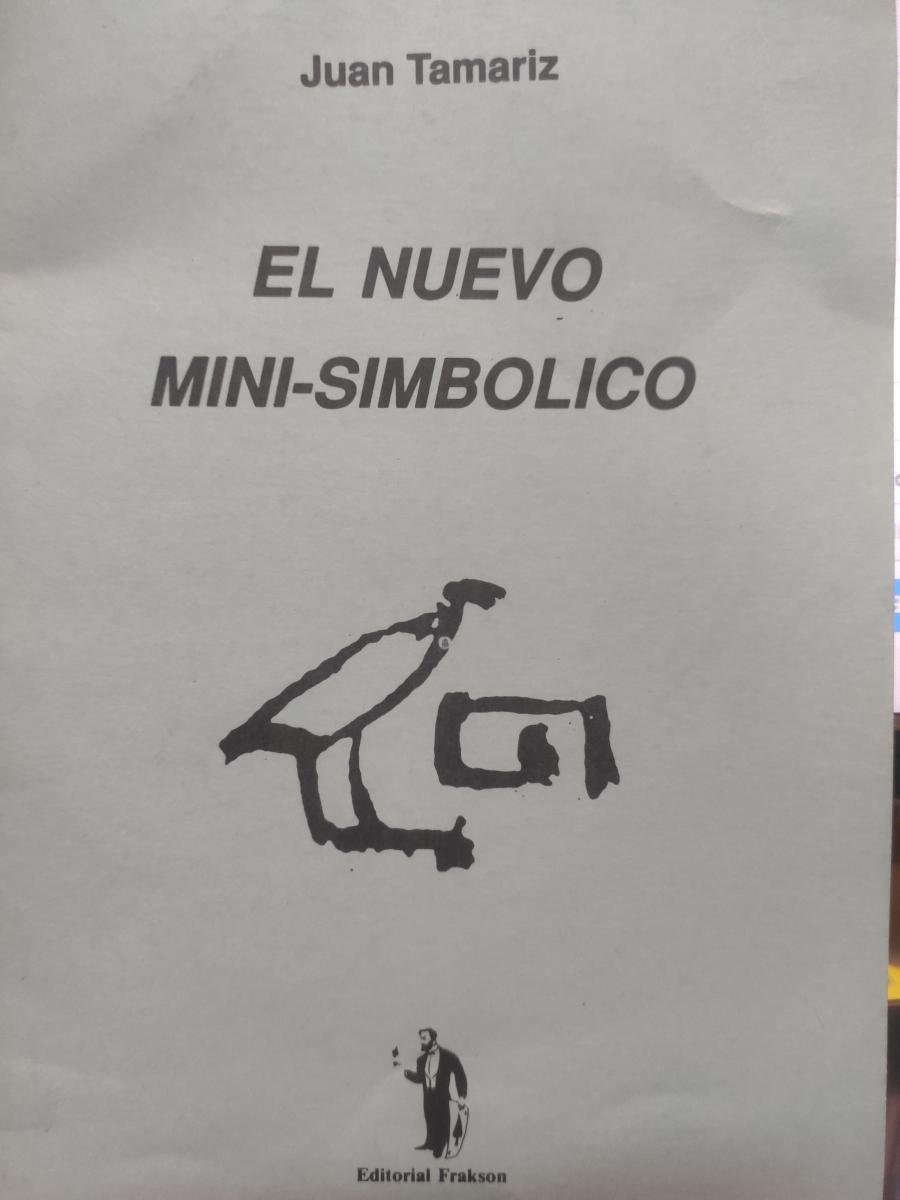 Juan Tamariz
EL NUEVO
MINI-SIMBOLICO
Editorial Frakson